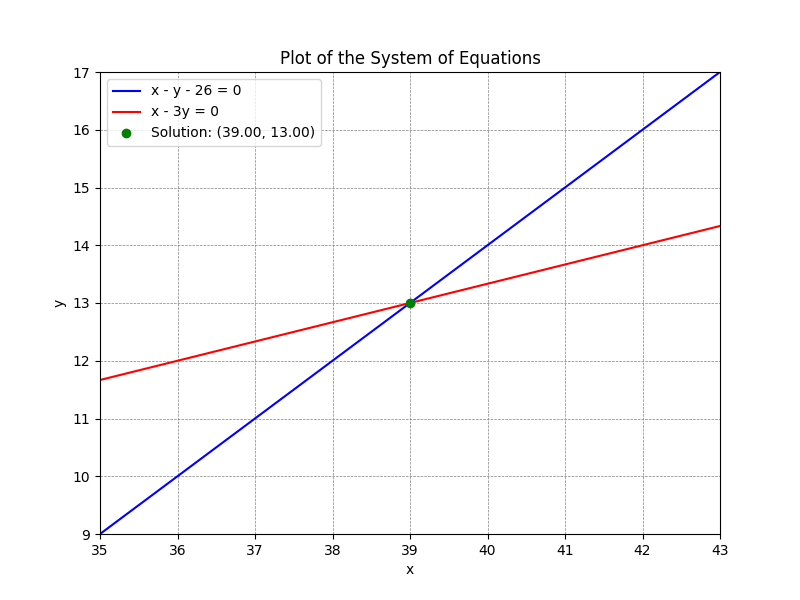 Plot of the System of Equations
x - y - 26 = 0
x - 3y = 0
Solution: (39.00, 13.00)
17
16
15
14
13
12
11
10
9
y
35 36 37 38 39 40 41 42 43
x